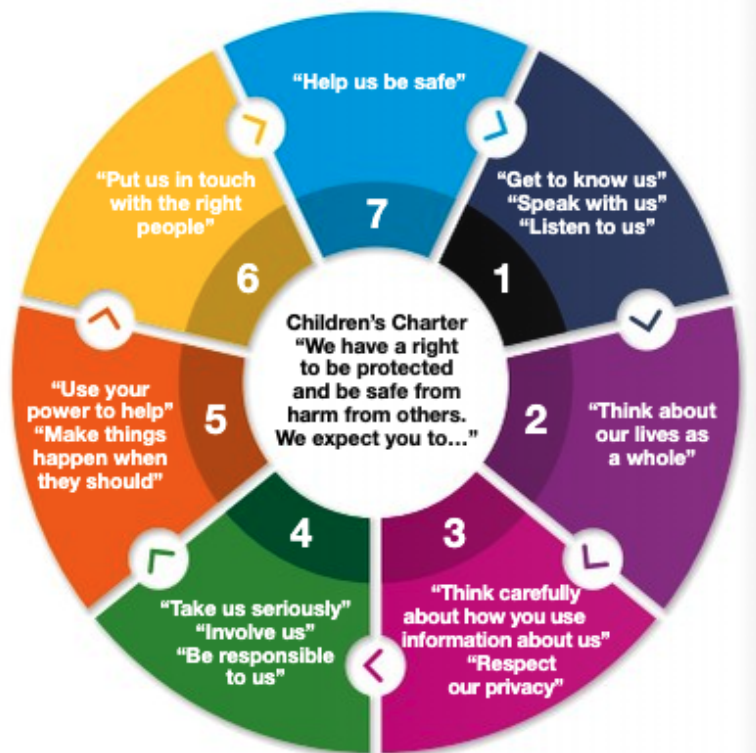 Children’s Charter
“We have a right
to be protected
and be safe from
harm from others.
We expect you to…”
1
“Get to know us”
“Speak with us”
“Listen to us”
2
“Think about
our lives as
a whole”
3
“Think carefully
about how you use
information about us”
“Respect
our privacy”
4
“Take us seriously”
“Involve us”
“Be responsible
to us”
5
“Use your
power to help”
“Make things
happen when
they should”
6
“Put us in touch
with the right
people”
7
“Help us be safe”